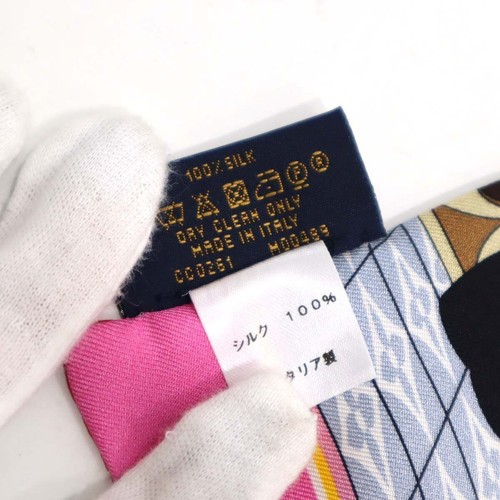 100% SILK
DRY CLEAN ONLY
MADE IN ITALY
CC0261 M00489
シルク 100%
タリア製